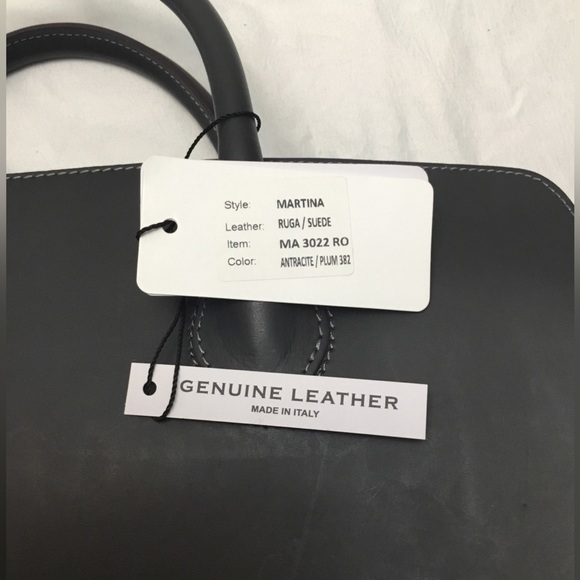 Style: MARTINA
Leather: RUGA / SUEDE
Item: MA 3022 RO
Color: ANTRACITE / PLUM 382
GENUINE LEATHER
MADE IN ITALY